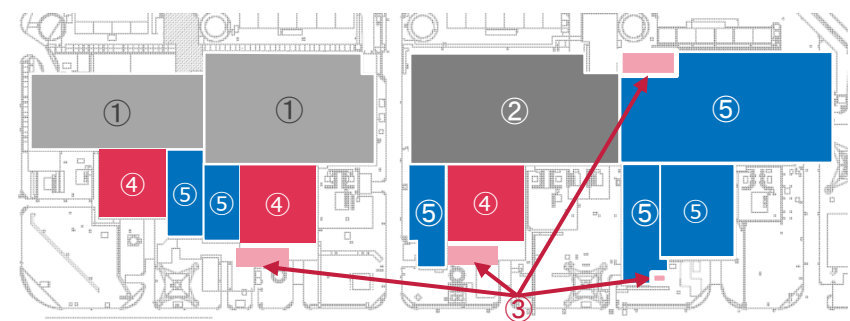 ① ① ② ⑤
④ ⑤ ⑤ ④ ⑤ ④ ⑤ ⑤
③